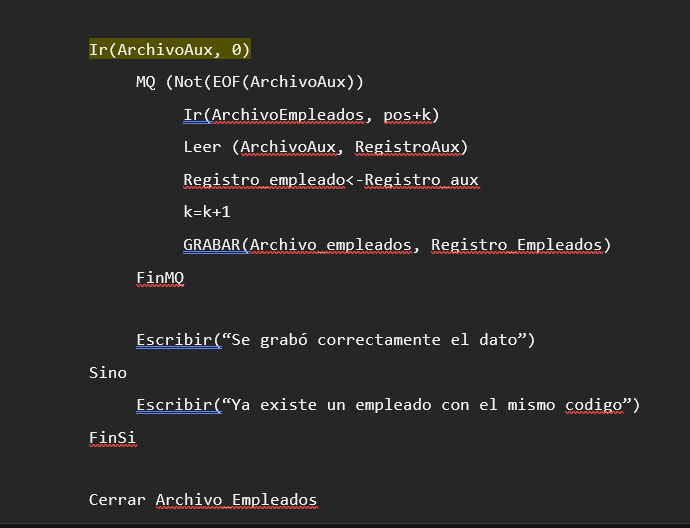 Ir(ArchivoAux, 0)
MQ (Not(EOF(ArchivoAux))
Ir(ArchivoEmpleados, pos+k)
Leer (ArchivoAux, RegistroAux)
Registro_empleado<-Registro_aux
k=k+1
GRABAR(Archivo_empleados, Registro_Empleados)
FinMQ
Escribir(“Se grabó correctamente el dato”)
Sino
Escribir(“Ya existe un empleado con el mismo codigo”)
FinSi
Cerrar Archivo_Empleados